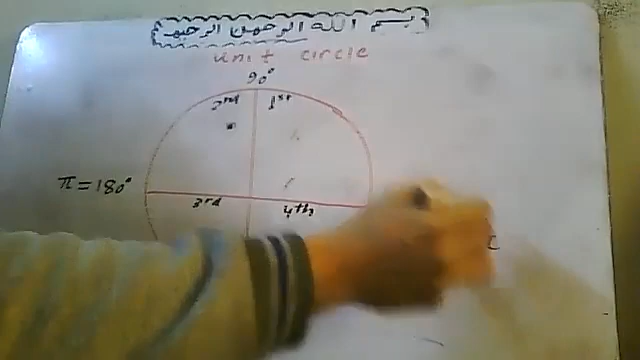 بسم الله الرحمن الرحيم
unit circle
90°
2nd 1st
π = 180°
3rd 4th